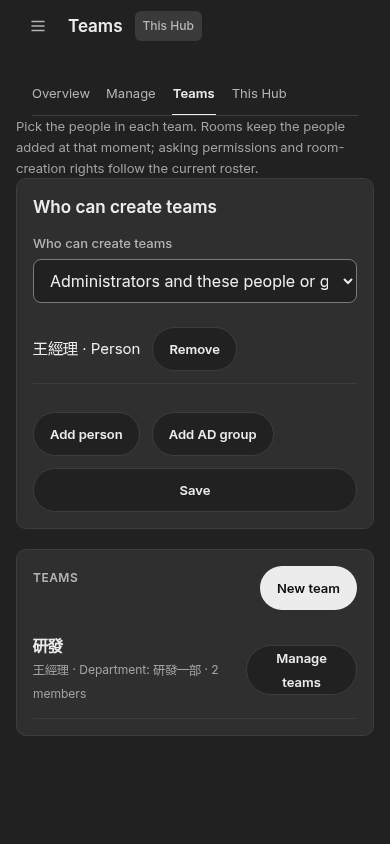 Teams
This Hub
Overview
Manage
Teams
This Hub
Pick the people in each team. Rooms keep the people
added at that moment; asking permissions and room-
creation rights follow the current roster.
Who can create teams
Who can create teams
Administrators and these people or g
王經理 · Person
Remove
Add person
Add AD group
Save
TEAMS
New team
研發
王經理 · Department: 研發一部 · 2
members
Manage
teams